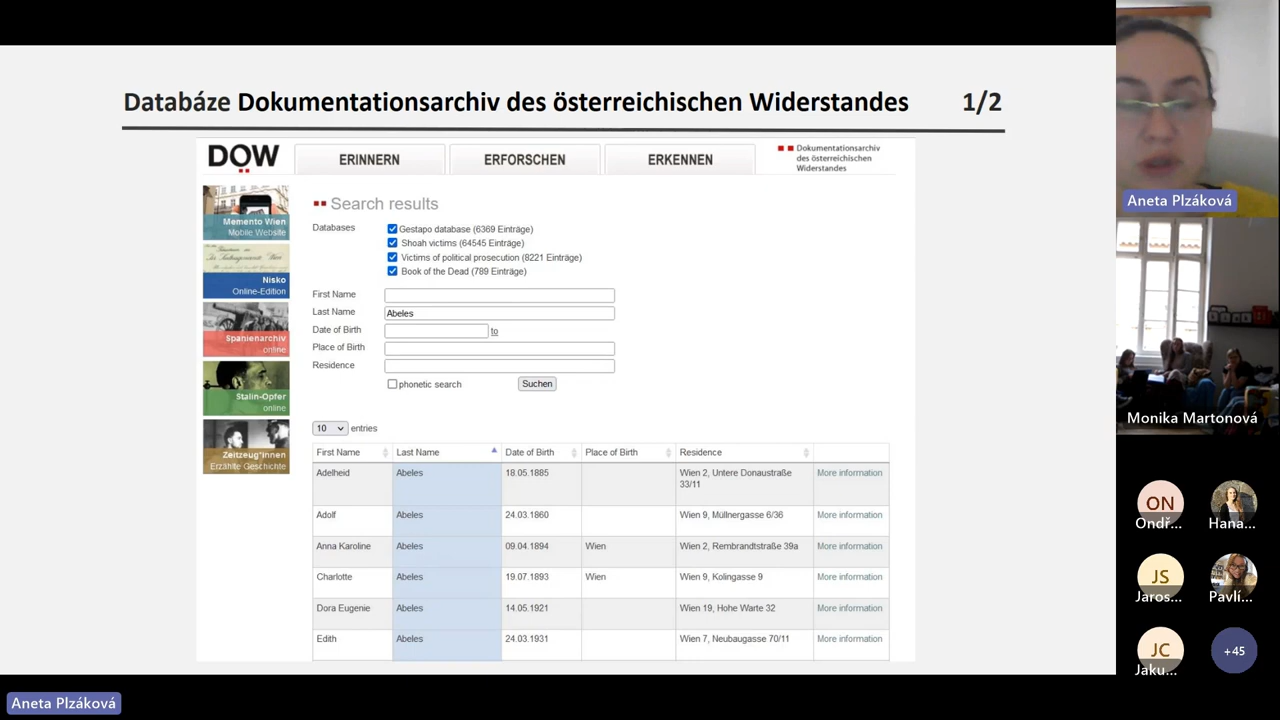 Databáze Dokumentationsarchiv des österreichischen Widerstandes 1/2
DÖW
ERINNERN
ERFORSCHEN
ERKENNEN
Dokumentationsarchiv
des österreichischen
Widerstandes
Memento Wien
Mobile Website
Nisko
Online-Edition
Spanienarchiv
online
Stalin-Opfer
online
Zeitzeug*innen
Erzählte Geschichte
Search results
Databases
Gestapo database (6369 Einträge)
Shoah victims (64545 Einträge)
Victims of political prosecution (8221 Einträge)
Book of the Dead (789 Einträge)
First Name
Last Name Abeles
Date of Birth to
Place of Birth
Residence
phonetic search Suchen
10 entries
First Name Last Name Date of Birth Place of Birth Residence
Adelheid Abeles 18.05.1885 Wien 2, Untere Donaustraße 33/11 More information
Adolf Abeles 24.03.1860 Wien 9, Müllnergasse 6/36 More information
Anna Karoline Abeles 09.04.1894 Wien Wien 2, Rembrandtstraße 39a More information
Charlotte Abeles 19.07.1893 Wien Wien 9, Kolingasse 9 More information
Dora Eugenie Abeles 14.05.1921 Wien 19, Hohe Warte 32 More information
Edith Abeles 24.03.1931 Wien 7, Neubaugasse 70/11 More information
Aneta Plzáková
Monika Martonová
ON
Ondř...
Hana...
JS
Jaros...
Pavlí...
JC
Jaku...
+45
Aneta Plzáková